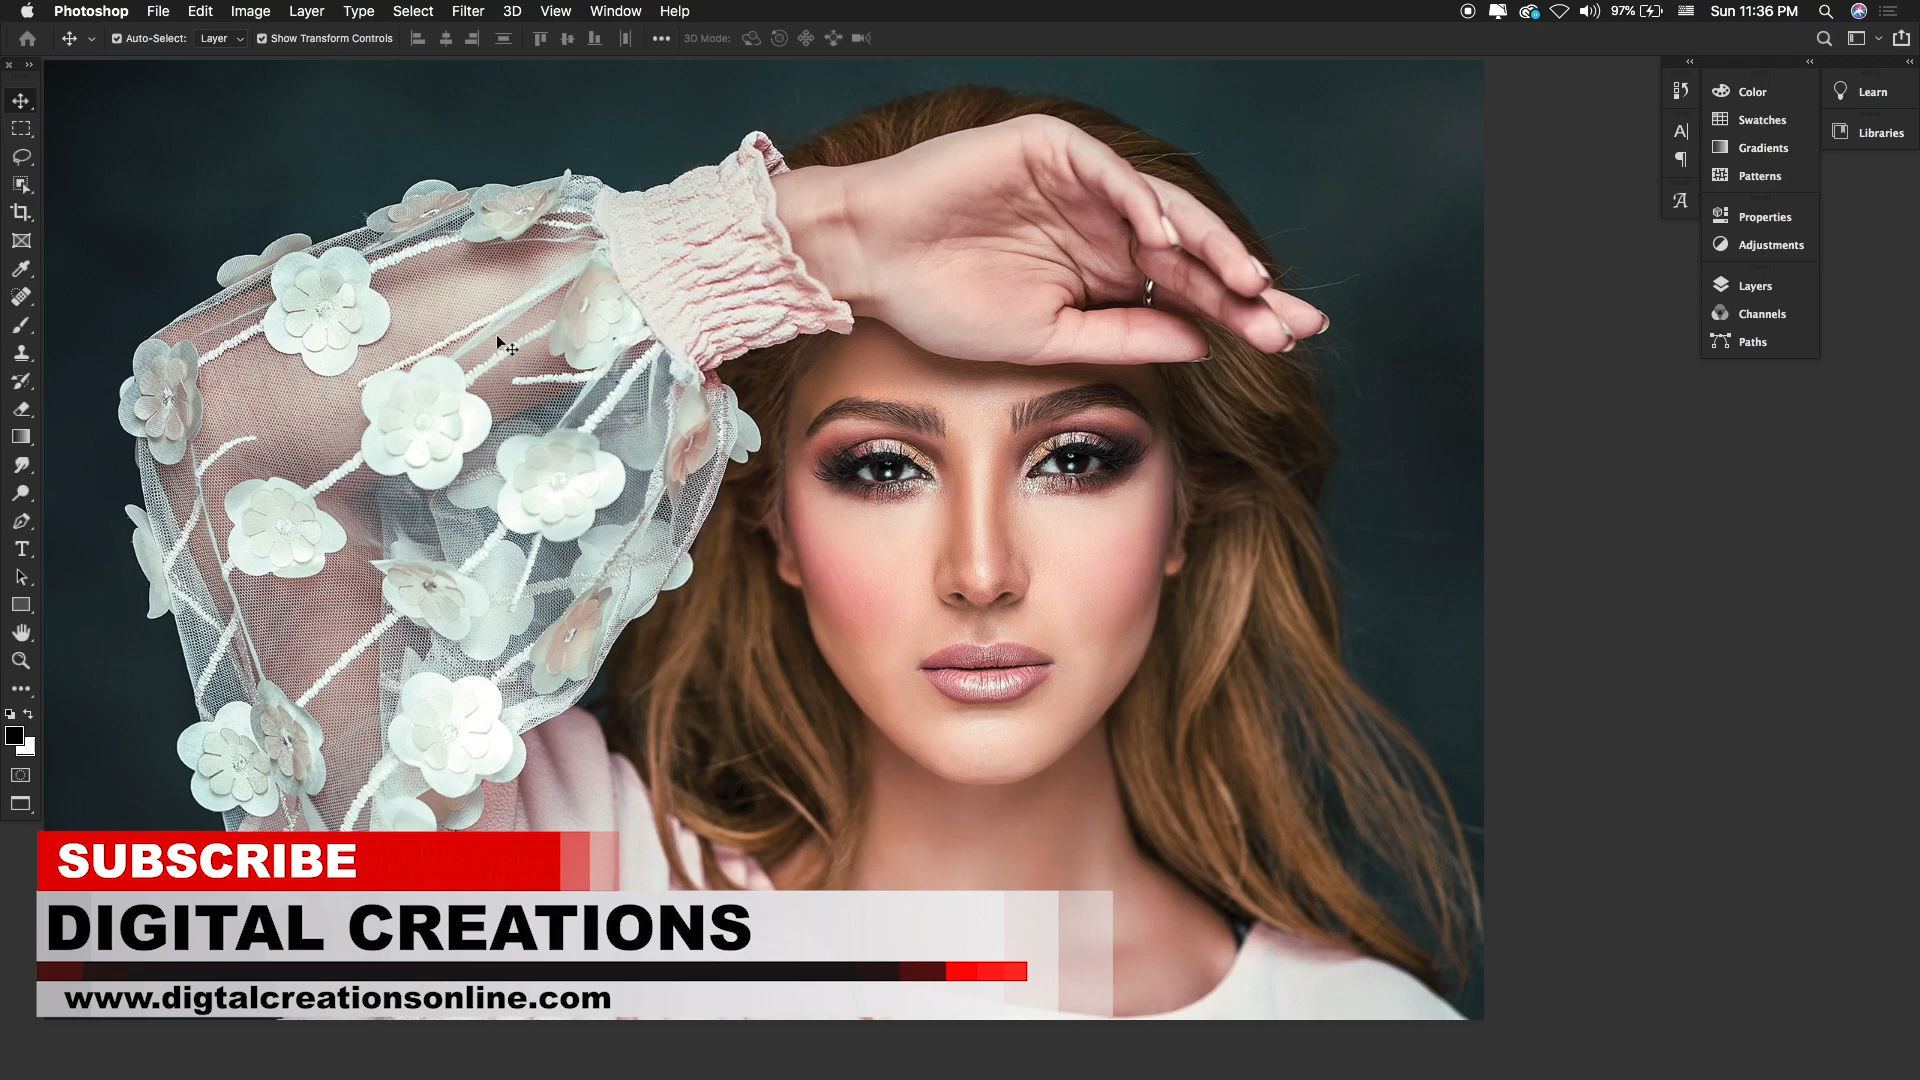 Photoshop File Edit Image Layer Type Select Filter 3D View Window Help 97% Sun 11:36 PM
Auto-Select: Layer Show Transform Controls 3D Mode:
Color
Swatches
Gradients
Patterns
Properties
Adjustments
Layers
Channels
Paths
Learn
Libraries
SUBSCRIBE
DIGITAL CREATIONS
www.digtalcreationsonline.com